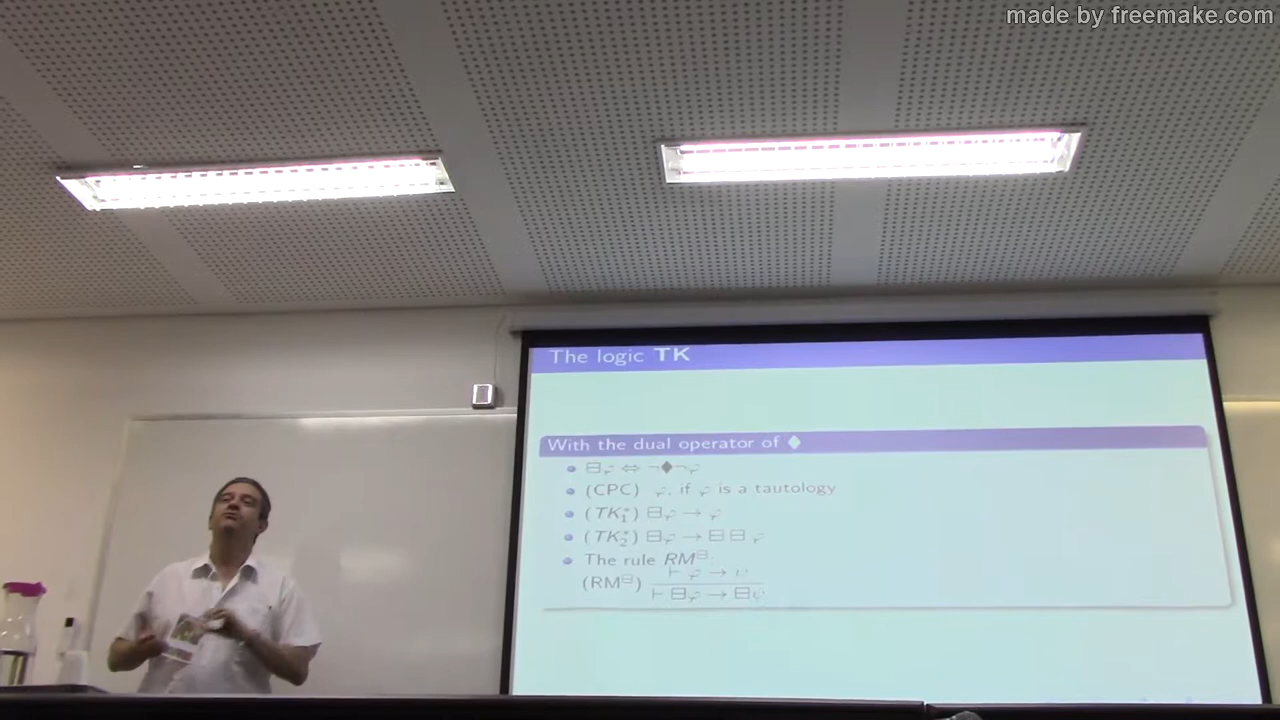 made by freemake.com
The logic TK
With the dual operator of ♦
⊟φ ⇔ ¬♦¬φ
(CPC) φ, if φ is a tautology
(TK₁*) ⊟φ → φ
(TK₂*) ⊟φ → ⊟⊟φ
The rule RM⊟:
(RM⊟) ⊢ φ → ψ
⊢ ⊟φ → ⊟ψ